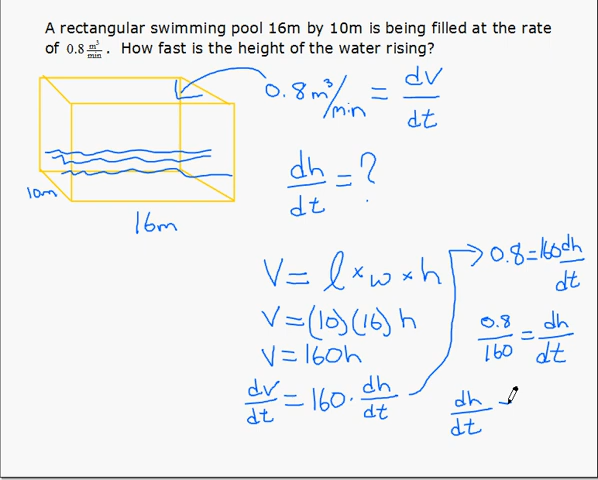 A rectangular swimming pool 16m by 10m is being filled at the rate
of 0.8 m³/min . How fast is the height of the water rising?
0.8 m³/min = dV/dt
dh/dt = ?
10m
16m
V = l × w × h
V = (10)(16) h
V = 160h
dV/dt = 160 · dh/dt
0.8 = 160 dh/dt
0.8/160 = dh/dt
dh/dt =